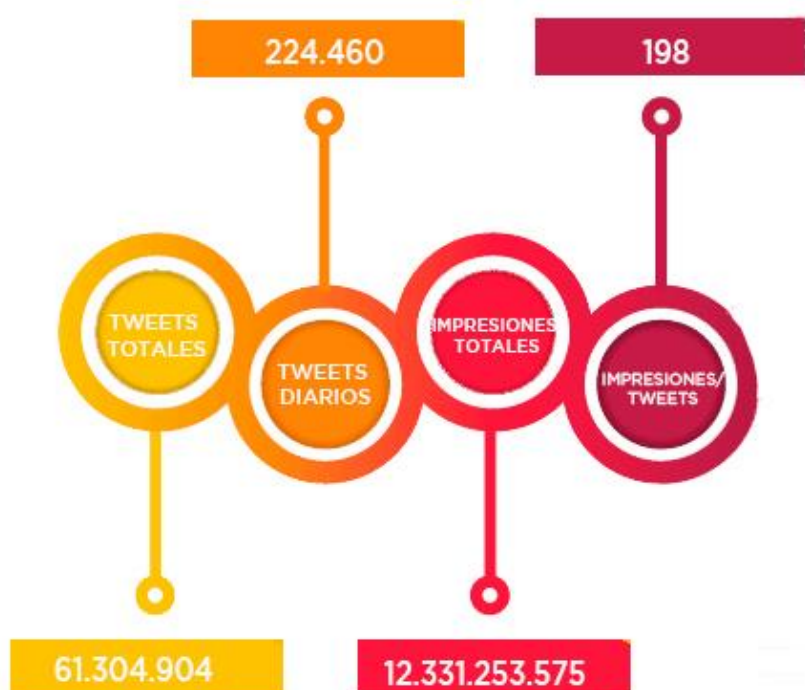 224.460
198
TWEETS
TOTALES
TWEETS
DIARIOS
IMPRESIONES
TOTALES
IMPRESIONES/
TWEETS
61.304.904
12.331.253.575